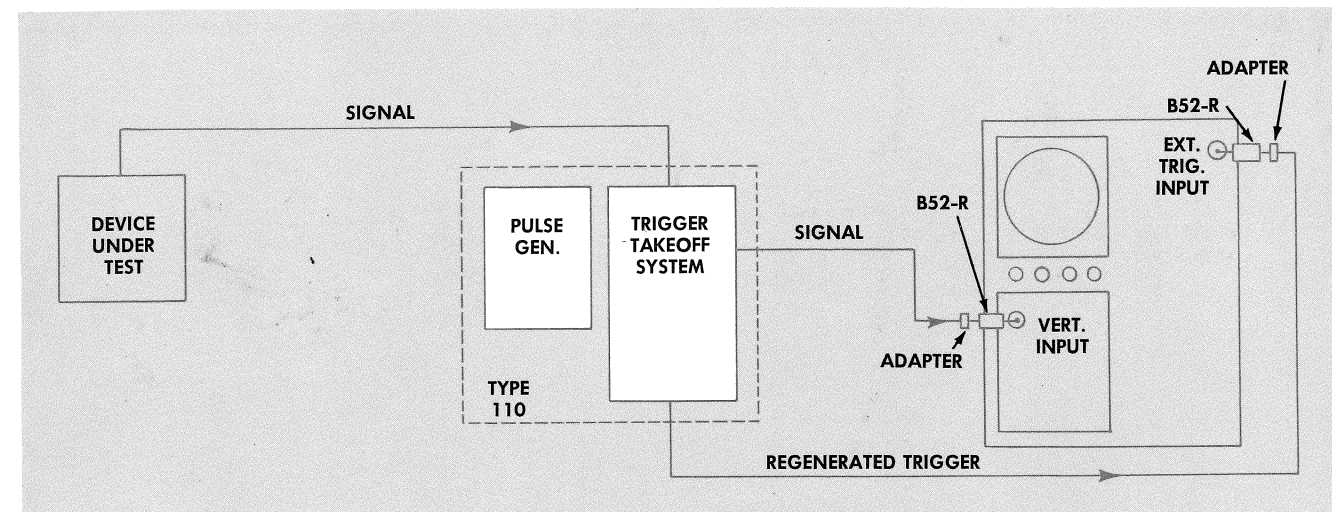 SIGNAL
DEVICE
UNDER
TEST
PULSE
GEN.
TRIGGER
TAKEOFF
SYSTEM
TYPE
110
SIGNAL
B52-R
ADAPTER
VERT.
INPUT
ADAPTER
B52-R
EXT.
TRIG.
INPUT
REGENERATED TRIGGER